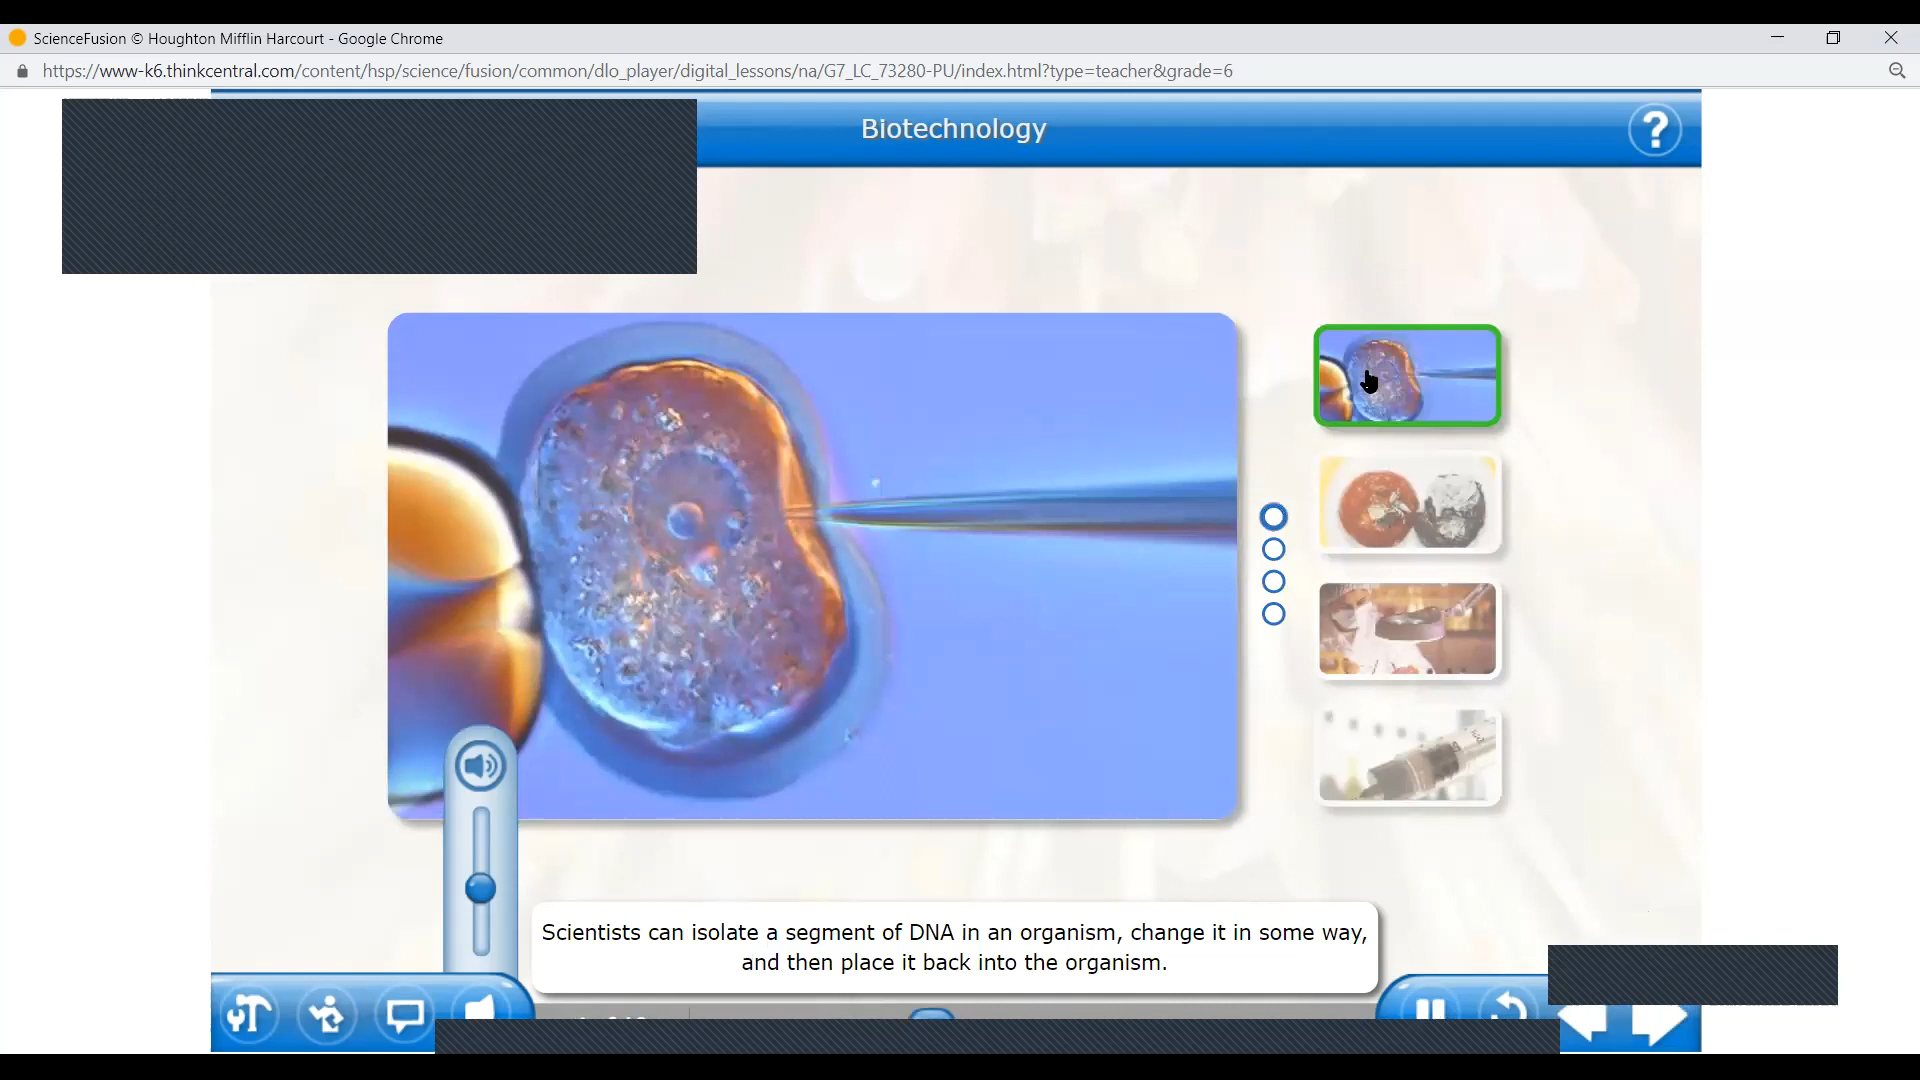 ScienceFusion © Houghton Mifflin Harcourt - Google Chrome
https://www-k6.thinkcentral.com/content/hsp/science/fusion/common/dlo_player/digital_lessons/na/G7_LC_73280-PU/index.html?type=teacher&grade=6
Biotechnology
?
Scientists can isolate a segment of DNA in an organism, change it in some way,
and then place it back into the organism.